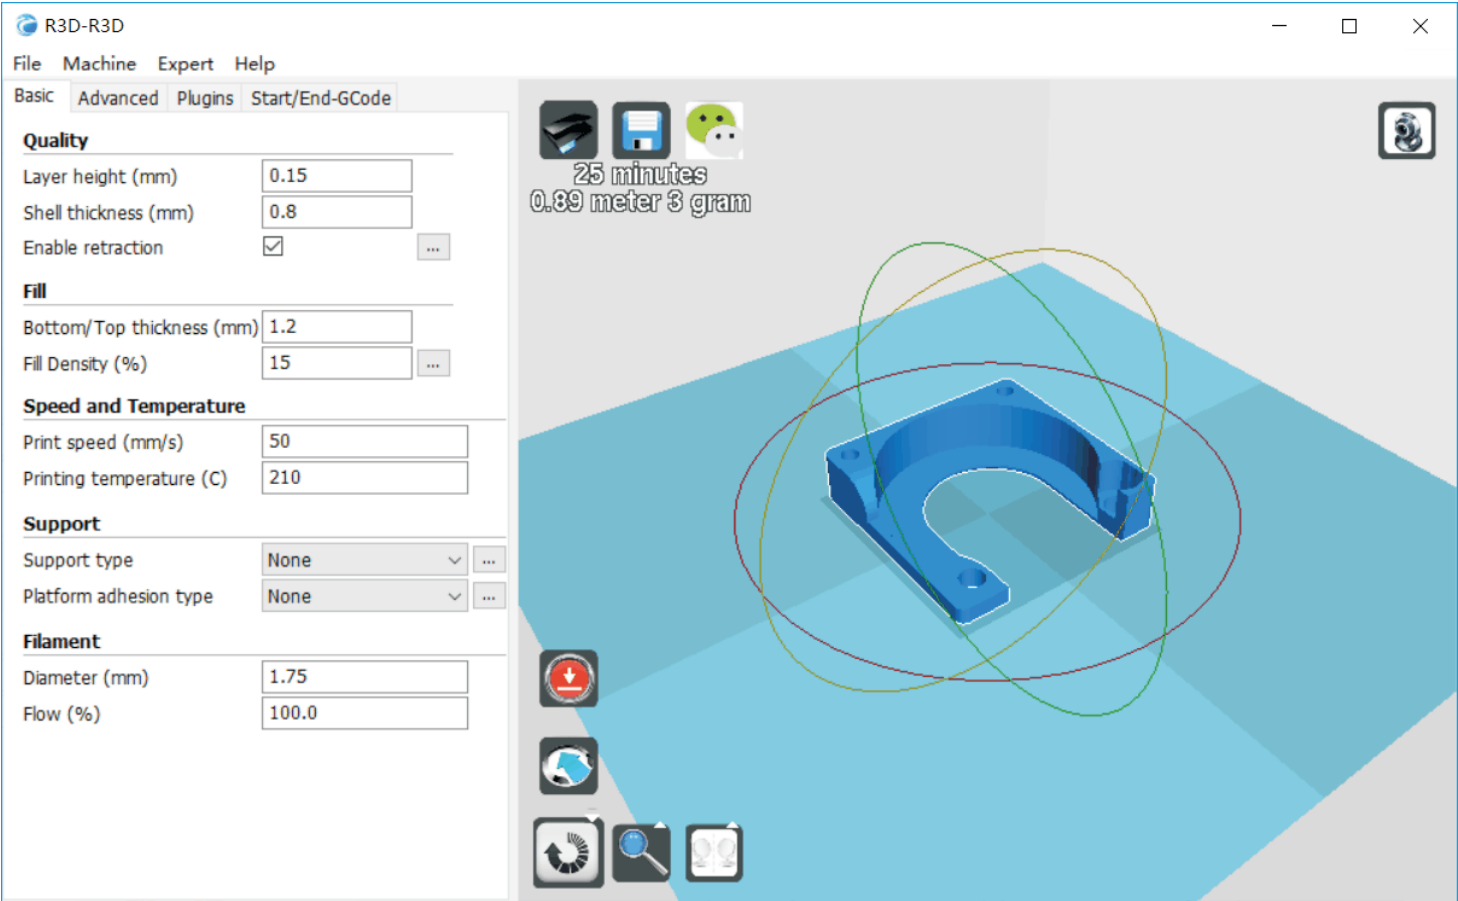 R3D-R3D
File Machine Expert Help
Basic Advanced Plugins Start/End-GCode
Quality
Layer height (mm) 0.15
Shell thickness (mm) 0.8
Enable retraction ...
Fill
Bottom/Top thickness (mm) 1.2
Fill Density (%) 15 ...
Speed and Temperature
Print speed (mm/s) 50
Printing temperature (C) 210
Support
Support type None ...
Platform adhesion type None ...
Filament
Diameter (mm) 1.75
Flow (%) 100.0
25 minutes
0.89 meter 3 gram